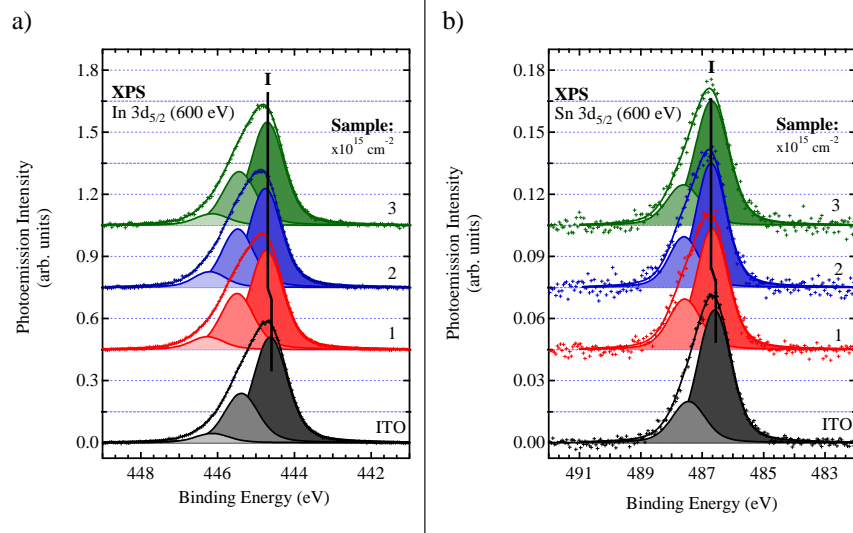 a)
I
XPS
In 3d5/2 (600 eV)
Sample:
x10^15 cm^-2
3
2
1
ITO
1.8
1.5
1.2
0.9
0.6
0.3
0.0
Photoemission Intensity
(arb. units)
448
446
444
442
Binding Energy (eV)
b)
I
XPS
Sn 3d5/2 (600 eV)
Sample:
x10^15 cm^-2
3
2
1
ITO
0.18
0.15
0.12
0.09
0.06
0.03
0.00
Photoemission Intensity
(arb. units)
491
489
487
485
483
Binding Energy (eV)